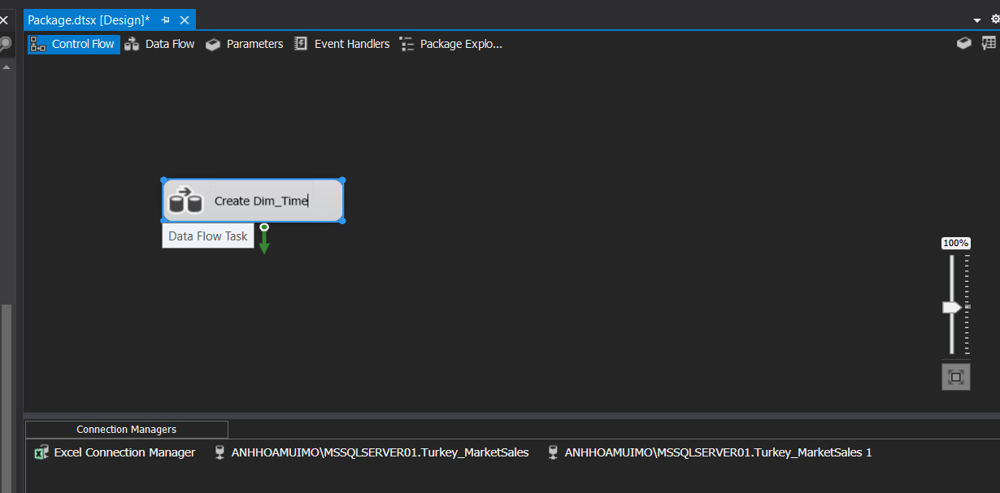 Package.dtsx [Design]*
Control Flow Data Flow Parameters Event Handlers Package Explo...
Create Dim_Time
Data Flow Task
100%
Connection Managers
Excel Connection Manager ANHHOAMUIMO\MSSQLSERVER01.Turkey_MarketSales ANHHOAMUIMO\MSSQLSERVER01.Turkey_MarketSales 1